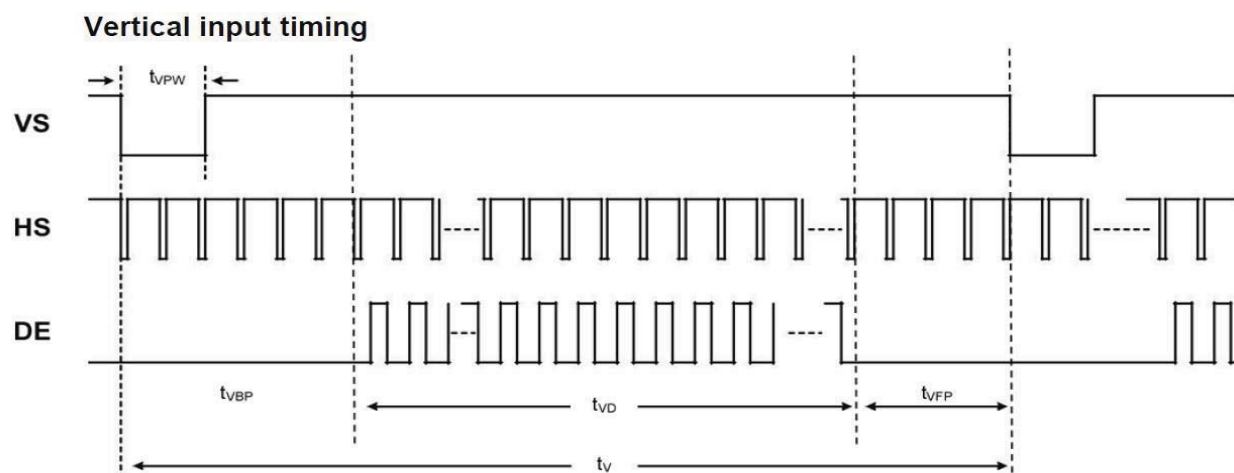 Vertical input timing
tVPW
VS
HS
DE
tVBP
tVD
tVFP
tV